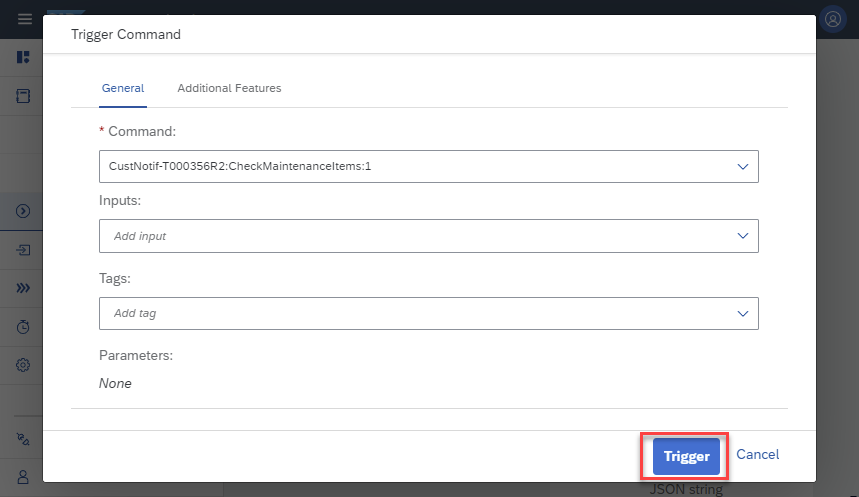 Trigger Command
General Additional Features
* Command:
CustNotif-T000356R2:CheckMaintenanceItems:1
Inputs:
Add input
Tags:
Add tag
Parameters:
None
Trigger Cancel
JSON string